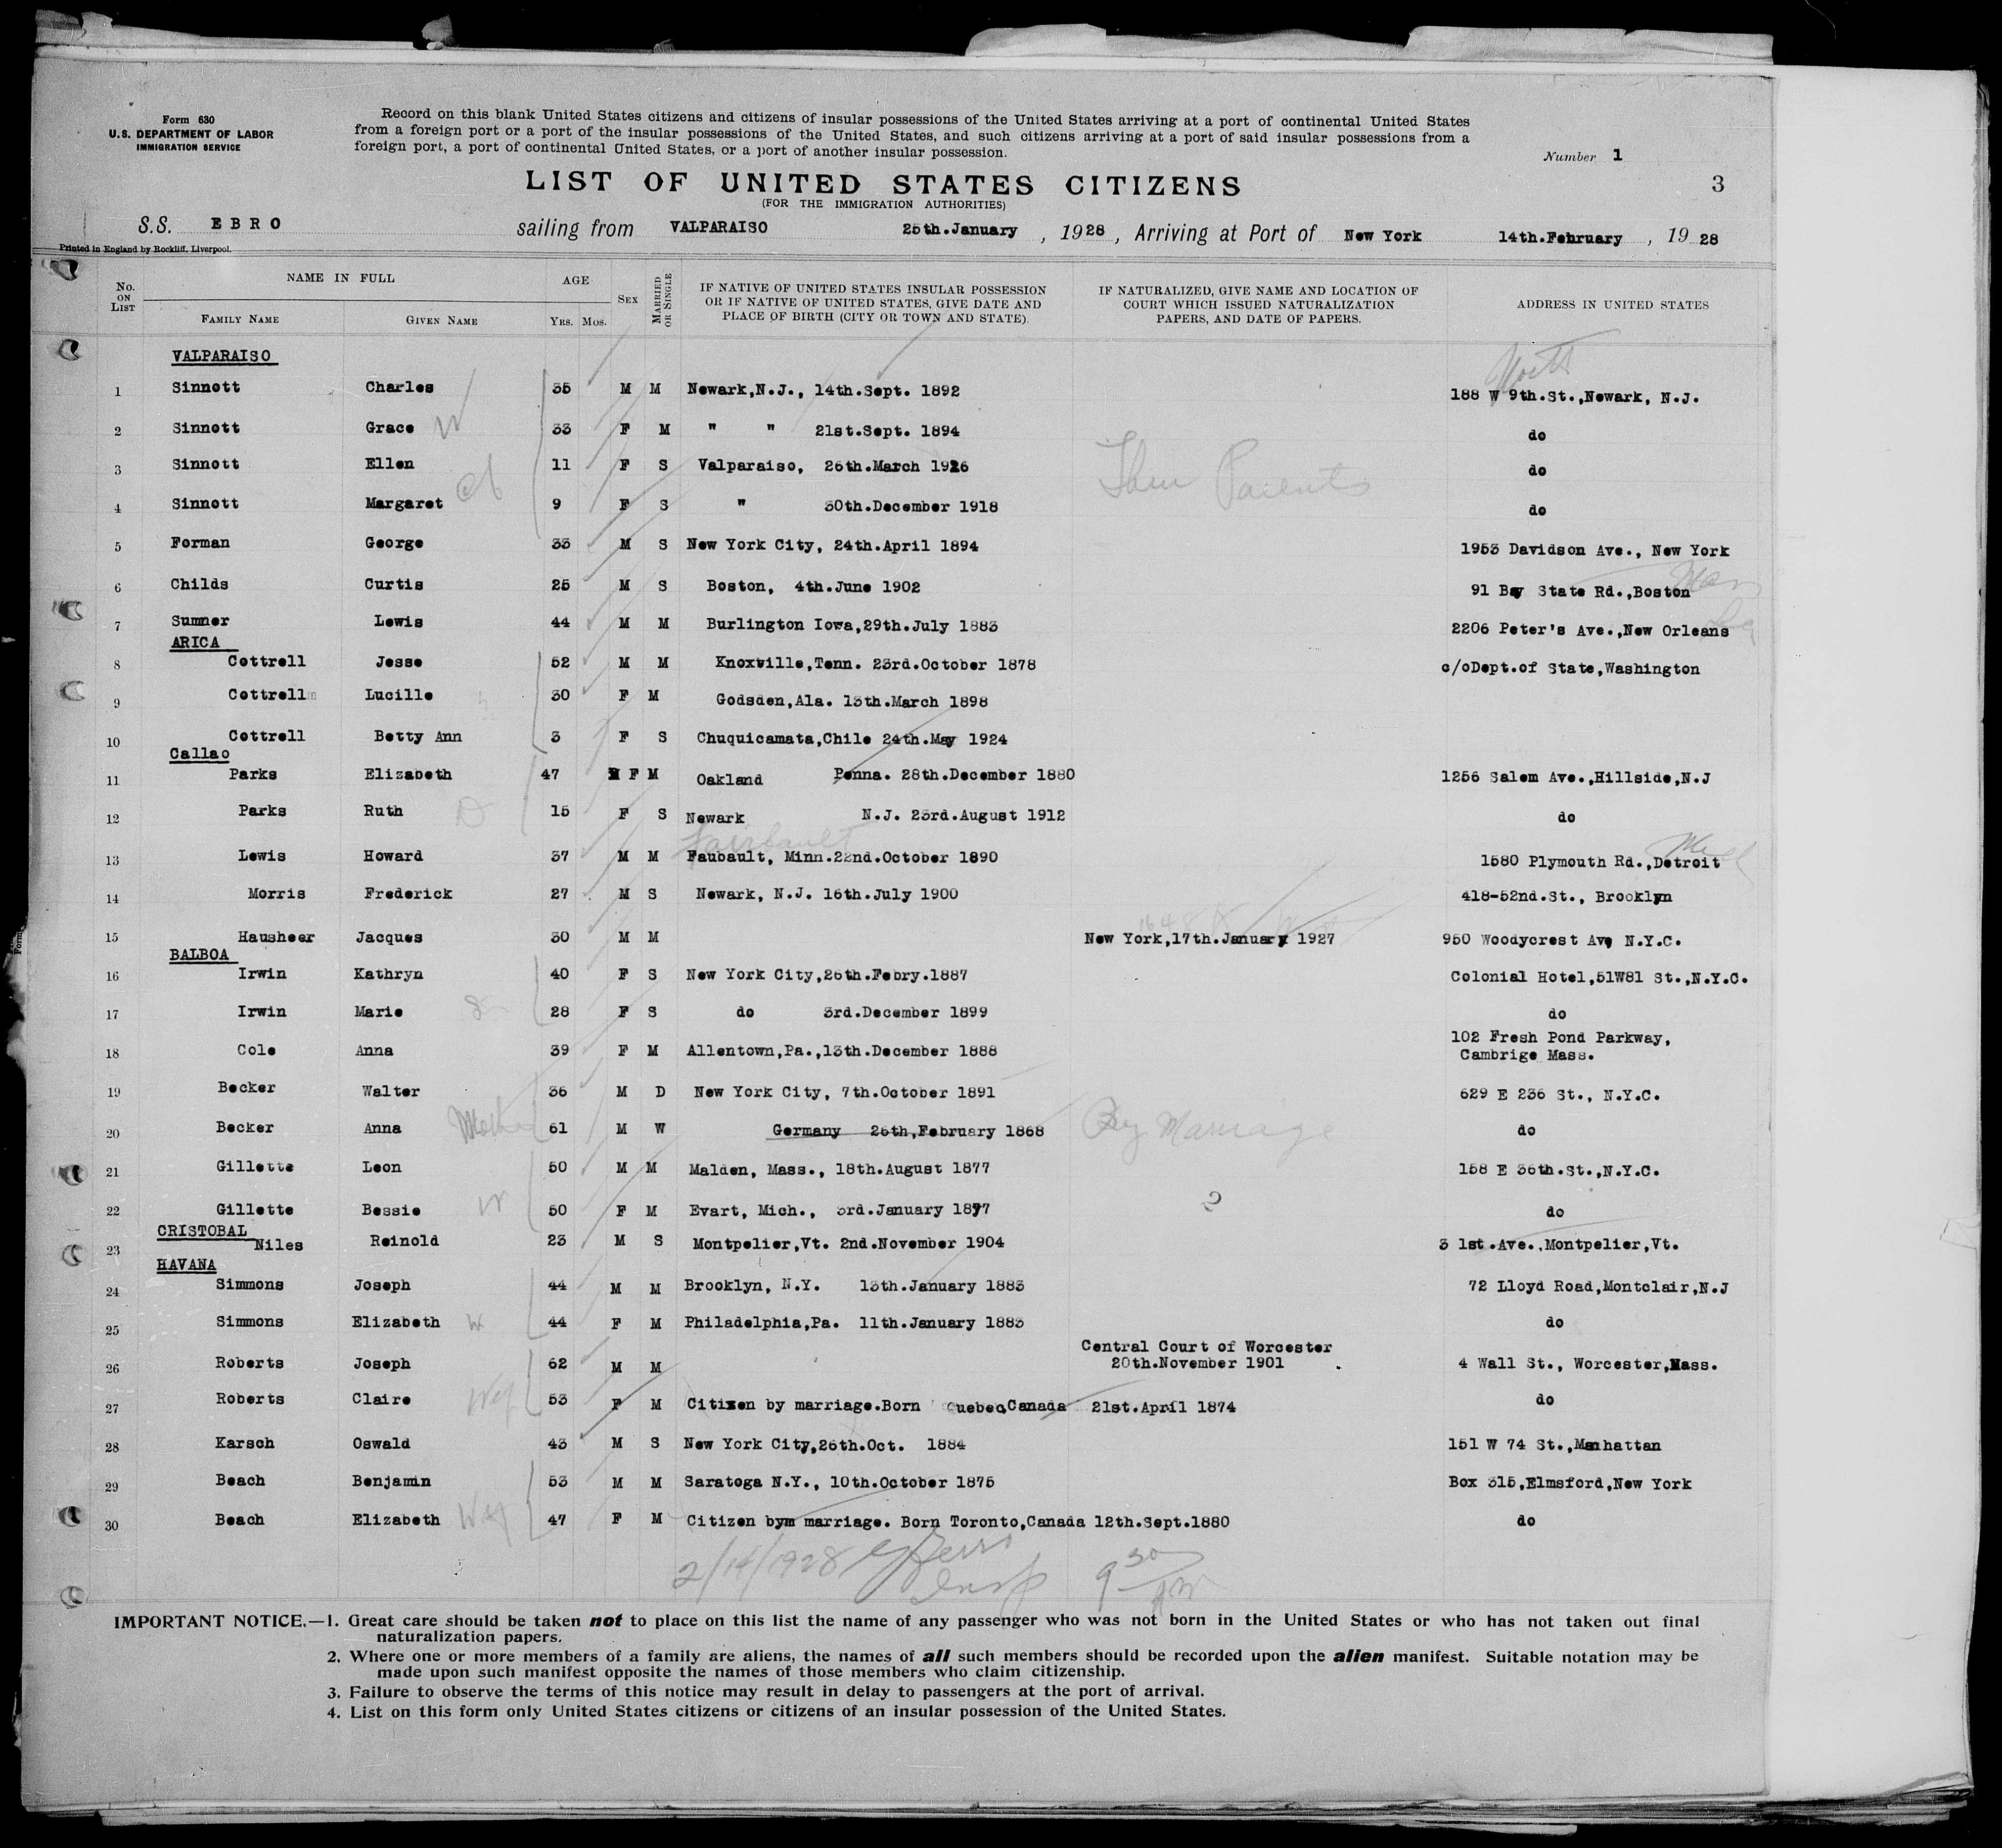 Form 630
U.S. DEPARTMENT OF LABOR
IMMIGRATION SERVICE
Record on this blank United States citizens and citizens of insular possessions of the United States arriving at a port of continental United States
from a foreign port or a port of the insular possessions of the United States, and such citizens arriving at a port of said insular possessions from a
foreign port, a port of continental United States, or a port of another insular possession.
Number 1
3
LIST OF UNITED STATES CITIZENS
(FOR THE IMMIGRATION AUTHORITIES)
S.S. EBRO sailing from VALPARAISO 25th.January, 1928, Arriving at Port of New York 14th.February, 1928
Printed in England by Rockliff, Liverpool.
No. ON LIST
NAME IN FULL
FAMILY NAME GIVEN NAME
AGE
YRS. MOS.
SEX
MARRIED OR SINGLE
IF NATIVE OF UNITED STATES INSULAR POSSESSION
OR IF NATIVE OF UNITED STATES, GIVE DATE AND
PLACE OF BIRTH (CITY OR TOWN AND STATE).
IF NATURALIZED, GIVE NAME AND LOCATION OF
COURT WHICH ISSUED NATURALIZATION
PAPERS, AND DATE OF PAPERS.
ADDRESS IN UNITED STATES
VALPARAISO
1 Sinnott Charles 35 M M Newark,N.J., 14th.Sept. 1892 188 W 9th.St.,Newark, N.J.
2 Sinnott Grace W 33 F M " " 21st.Sept. 1894 do
3 Sinnott Ellen 11 F S Valparaiso, 26th.March 1926 do
Thru Parents
4 Sinnott Margaret ch 9 F S " 30th.December 1918 do
5 Forman George 33 M S New York City, 24th.April 1894 1953 Davidson Ave., New York
6 Childs Curtis 25 M S Boston, 4th.June 1902 91 Bay State Rd.,Boston Mass
7 Sumner Lewis 44 M M Burlington Iowa,29th.July 1883 2206 Peter's Ave.,New Orleans La
ARICA
8 Cottrell Jesse 52 M M Knoxville,Tenn. 23rd.October 1878 c/oDept.of State,Washington
9 Cottrell Lucille 30 F M Godsden,Ala. 13th.March 1898
10 Cottrell Betty Ann 3 F S Chuquicamata,Chile 24th.May 1924
Callao
11 Parks Elizabeth 47 F M Oakland Penna. 28th.December 1880 1256 Salem Ave.,Hillside,N.J
12 Parks Ruth D 15 F S Newark N.J. 23rd.August 1912 do
Fairbault
13 Lewis Howard 37 M M Faubault, Minn.22nd.October 1890 1580 Plymouth Rd.,Detroit
14 Morris Frederick 27 M S Newark, N.J. 16th.July 1900 418-52nd.St., Brooklyn
15 Hausheer Jacques 30 M M New York,17th.January 1927 950 Woodycrest Ave N.Y.C.
BALBOA
16 Irwin Kathryn 40 F S New York City,26th.Febry.1887 Colonial Hotel,51W81 St.,N.Y.C.
17 Irwin Marie 28 F S do 3rd.December 1899 do
18 Cole Anna 39 F M Allentown,Pa.,13th.December 1888 102 Fresh Pond Parkway,
Cambrige Mass.
19 Becker Walter 36 M D New York City, 7th.October 1891 629 E 236 St., N.Y.C.
20 Becker Anna Mother 61 M W Germany 26th,February 1868 By Marriage do
21 Gillette Leon 50 M M Malden, Mass., 18th.August 1877 158 E 36th.St.,N.Y.C.
22 Gillette Bessie W 50 F M Evart, Mich., 3rd.January 1877 2 do
CRISTOBAL
23 Niles Reinold 23 M S Montpelier,Vt. 2nd.November 1904 3 1st.Ave.,Montpelier,Vt.
HAVANA
24 Simmons Joseph 44 M M Brooklyn, N.Y. 13th.January 1883 72 Lloyd Road,Montclair,N.J
25 Simmons Elizabeth W 44 F M Philadelphia,Pa. 11th.January 1883 do
26 Roberts Joseph 62 M M Central Court of Worcester
20th.November 1901 4 Wall St., Worcester,Mass.
27 Roberts Claire Wif 53 F M Citizen by marriage.Born Quebec,Canada 21st.April 1874 do
28 Karsch Oswald 43 M S New York City,26th.Oct. 1884 151 W 74 St.,Manhattan
29 Beach Benjamin 53 M M Saratoga N.Y., 10th.October 1875 Box 315,Elmsford,New York
30 Beach Elizabeth Wif 47 F M Citizen bym marriage. Born Toronto,Canada 12th.Sept.1880 do
2/14/1928 Insp 9 30 AM
IMPORTANT NOTICE.—1. Great care should be taken not to place on this list the name of any passenger who was not born in the United States or who has not taken out final
naturalization papers.
2. Where one or more members of a family are aliens, the names of all such members should be recorded upon the alien manifest. Suitable notation may be
made upon such manifest opposite the names of those members who claim citizenship.
3. Failure to observe the terms of this notice may result in delay to passengers at the port of arrival.
4. List on this form only United States citizens or citizens of an insular possession of the United States.